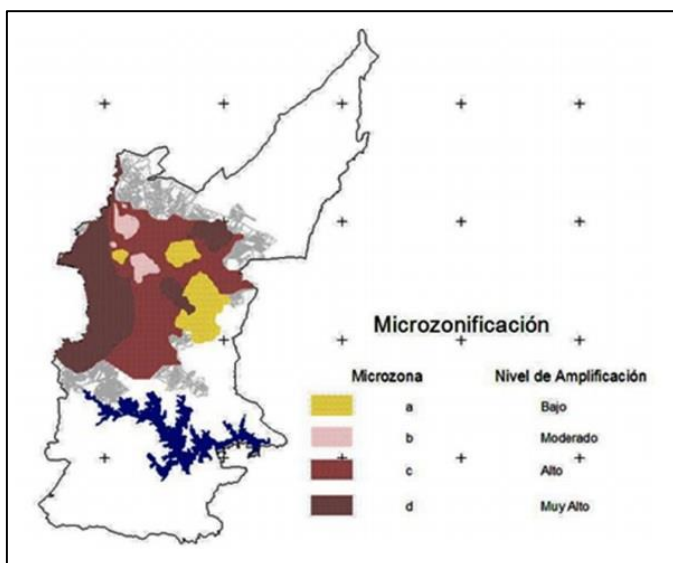 Microzonificación
Microzona Nivel de Amplificación
a Bajo
b Moderado
c Alto
d Muy Alto